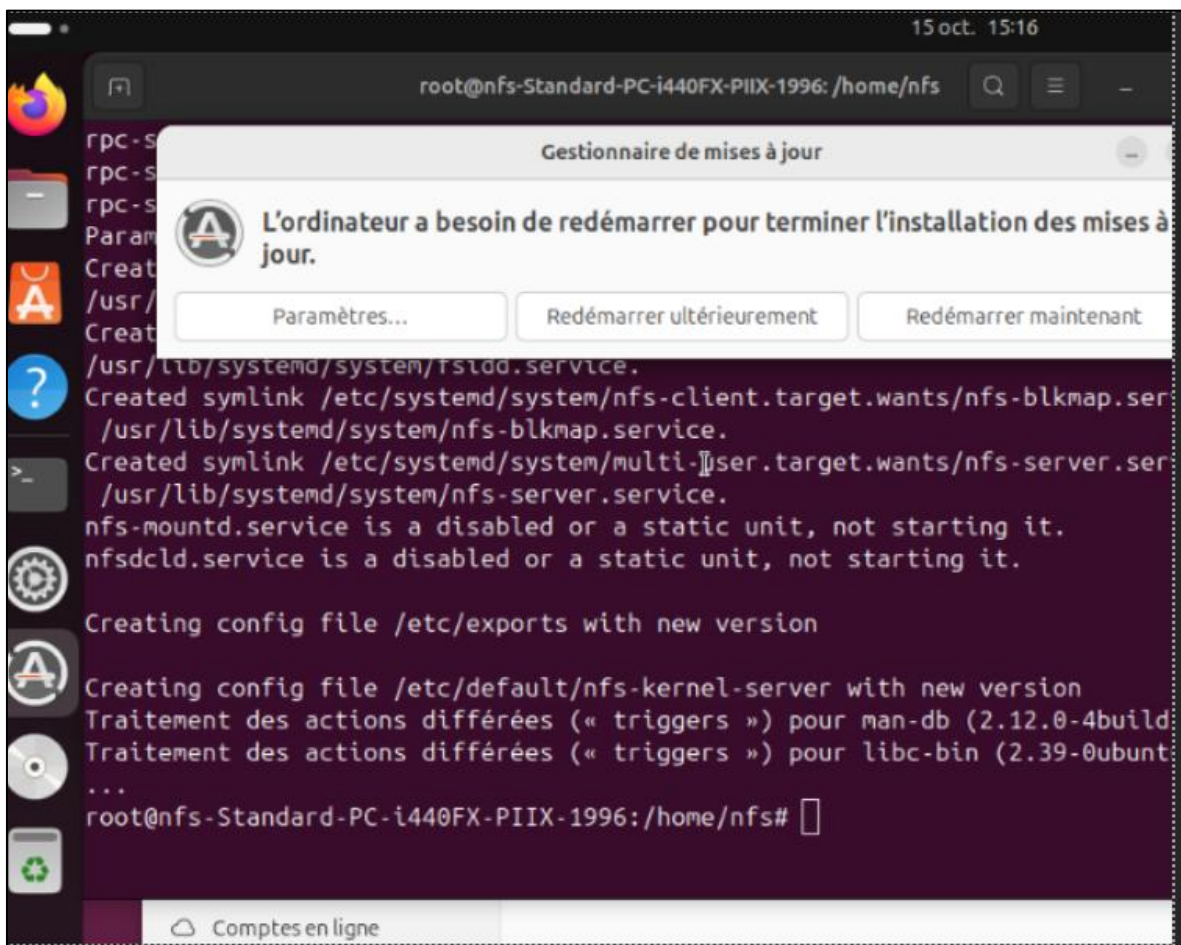 15 oct. 15:16
root@nfs-Standard-PC-i440FX-PIIX-1996: /home/nfs
rpc-s
rpc-s
rpc-s
Param
Creat
/usr/
Creat
Gestionnaire de mises à jour
L'ordinateur a besoin de redémarrer pour terminer l'installation des mises à
jour.
Paramètres...
Redémarrer ultérieurement
Redémarrer maintenant
/usr/lib/systemd/system/fsidd.service.
Created symlink /etc/systemd/system/nfs-client.target.wants/nfs-blkmap.ser
/usr/lib/systemd/system/nfs-blkmap.service.
Created symlink /etc/systemd/system/multi-user.target.wants/nfs-server.ser
/usr/lib/systemd/system/nfs-server.service.
nfs-mountd.service is a disabled or a static unit, not starting it.
nfsdcld.service is a disabled or a static unit, not starting it.
Creating config file /etc/exports with new version
Creating config file /etc/default/nfs-kernel-server with new version
Traitement des actions différées (« triggers ») pour man-db (2.12.0-4build
Traitement des actions différées (« triggers ») pour libc-bin (2.39-0ubunt
...
root@nfs-Standard-PC-i440FX-PIIX-1996:/home/nfs#
Comptes en ligne